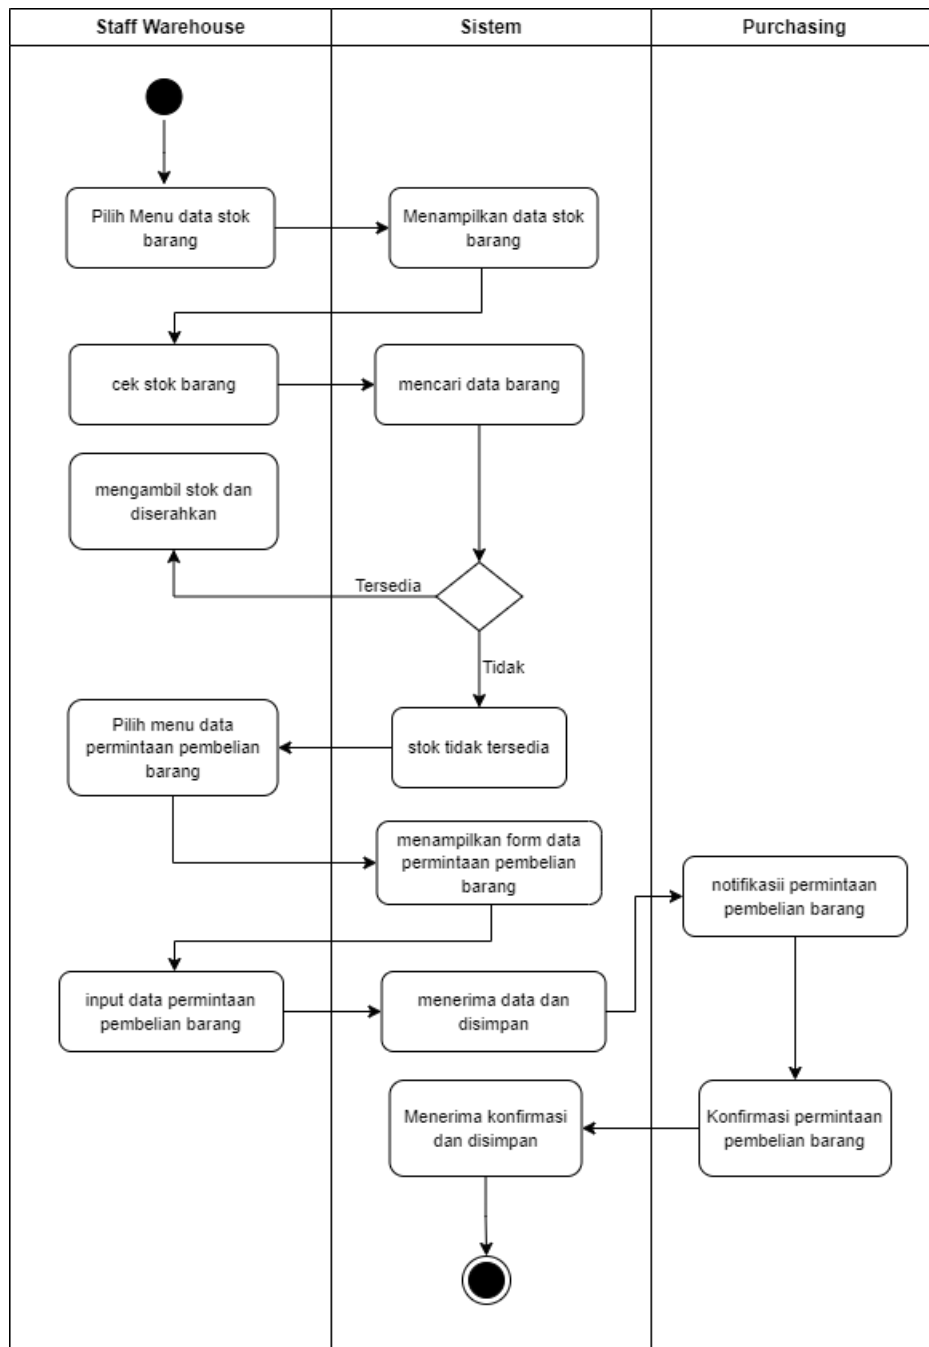 Staff Warehouse
Sistem
Purchasing
Pilih Menu data stok
barang
Menampilkan data stok
barang
cek stok barang
mencari data barang
mengambil stok dan
diserahkan
Tersedia
Tidak
Pilih menu data
permintaan pembelian
barang
stok tidak tersedia
menampilkan form data
permintaan pembelian
barang
notifikasii permintaan
pembelian barang
input data permintaan
pembelian barang
menerima data dan
disimpan
Menerima konfirmasi
dan disimpan
Konfirmasi permintaan
pembelian barang